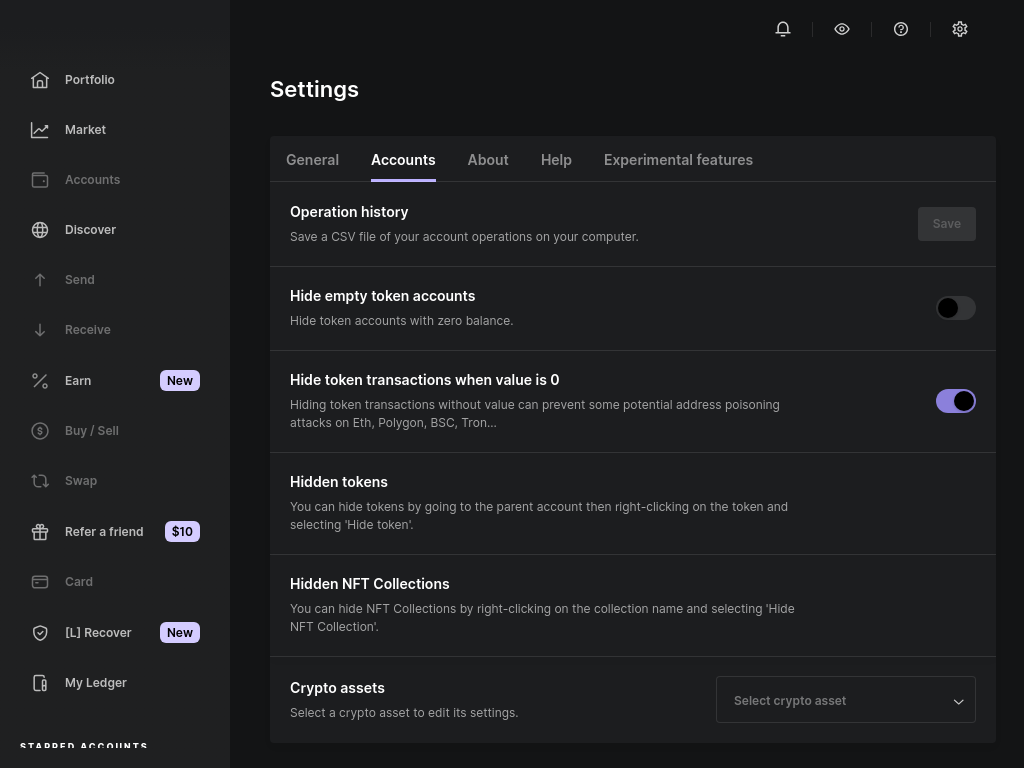 Portfolio
Market
Accounts
Discover
Send
Receive
Earn
New
Buy / Sell
Swap
Refer a friend
$10
Card
[L] Recover
New
My Ledger
STARRED ACCOUNTS
Settings
General
Accounts
About
Help
Experimental features
Operation history
Save a CSV file of your account operations on your computer.
Save
Hide empty token accounts
Hide token accounts with zero balance.
Hide token transactions when value is 0
Hiding token transactions without value can prevent some potential address poisoning
attacks on Eth, Polygon, BSC, Tron...
Hidden tokens
You can hide tokens by going to the parent account then right-clicking on the token and
selecting 'Hide token'.
Hidden NFT Collections
You can hide NFT Collections by right-clicking on the collection name and selecting 'Hide
NFT Collection'.
Crypto assets
Select a crypto asset to edit its settings.
Select crypto asset